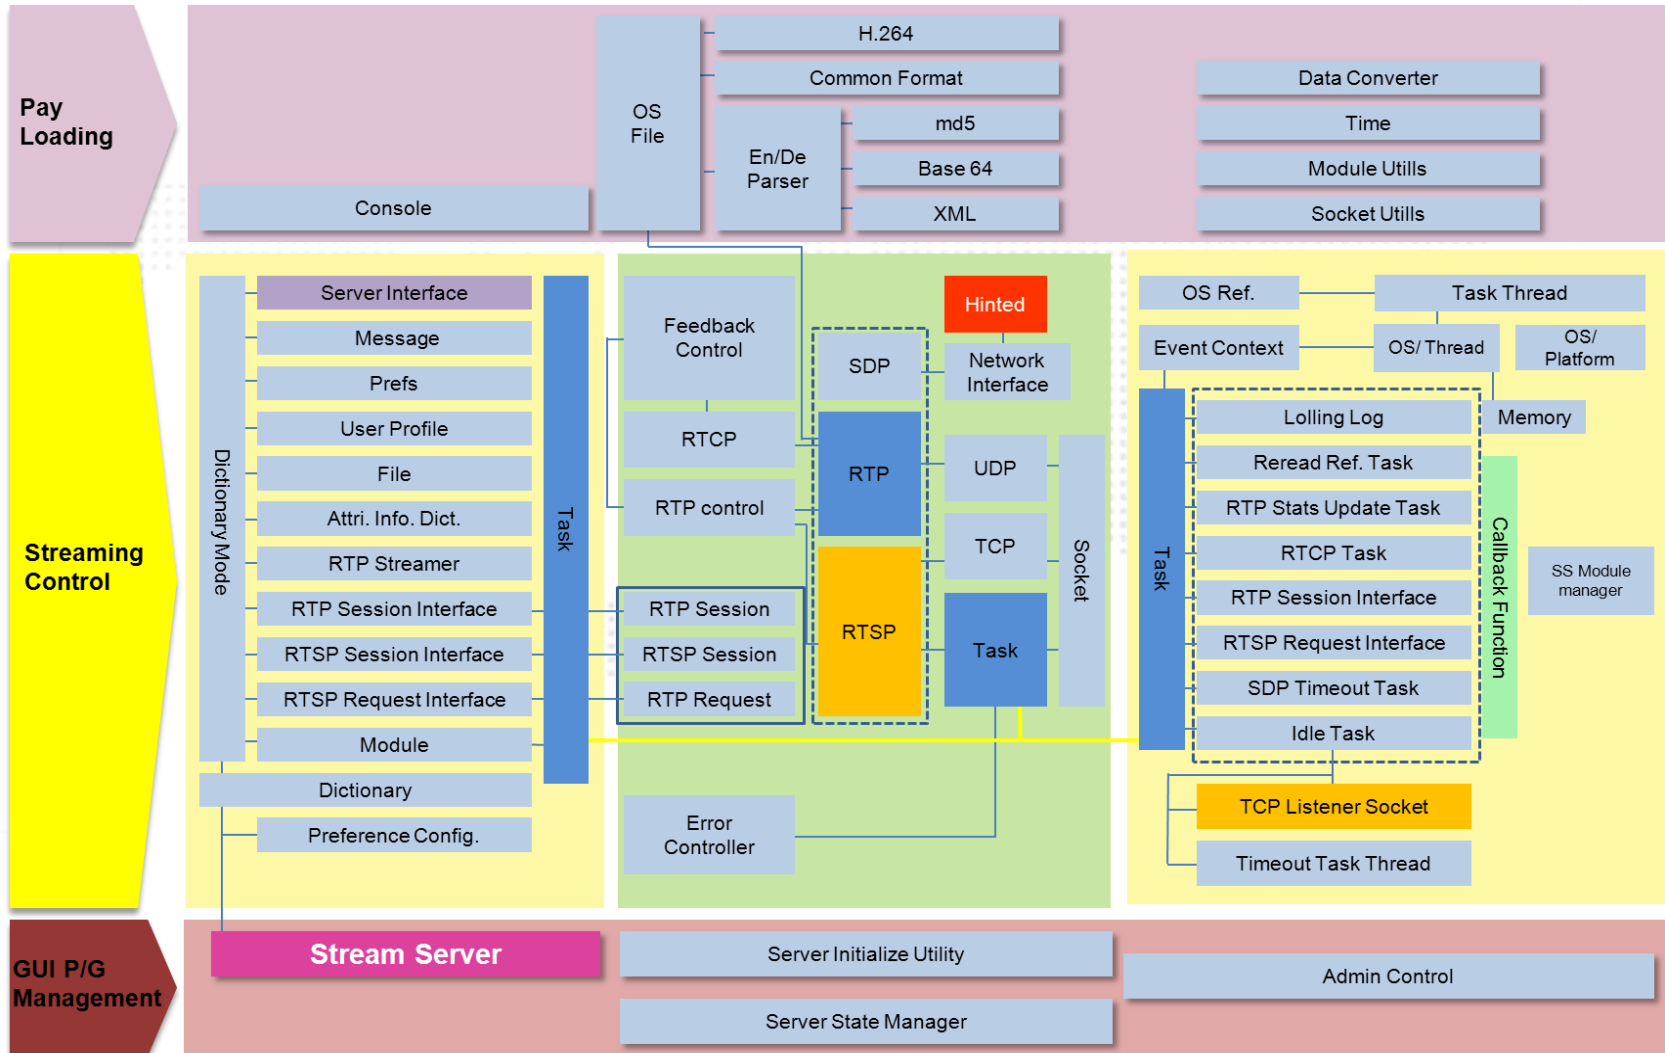 Pay
Loading
OS
File
H.264
Common Format
En/De
Parser
md5
Base 64
XML
Console
Data Converter
Time
Module Utills
Socket Utills
Streaming
Control
Dictionary Mode
Server Interface
Message
Prefs
User Profile
File
Attri. Info. Dict.
RTP Streamer
RTP Session Interface
RTSP Session Interface
RTSP Request Interface
Module
Dictionary
Preference Config.
Task
Feedback
Control
RTCP
RTP control
RTP Session
RTSP Session
RTP Request
Error
Controller
SDP
RTP
RTSP
Hinted
Network
Interface
UDP
TCP
Task
Socket
OS Ref.
Task Thread
Event Context
OS/ Thread
OS/
Platform
Memory
Task
Lolling Log
Reread Ref. Task
RTP Stats Update Task
RTCP Task
RTP Session Interface
RTSP Request Interface
SDP Timeout Task
Idle Task
Callback Function
SS Module
manager
TCP Listener Socket
Timeout Task Thread
GUI P/G
Management
Stream Server
Server Initialize Utility
Server State Manager
Admin Control